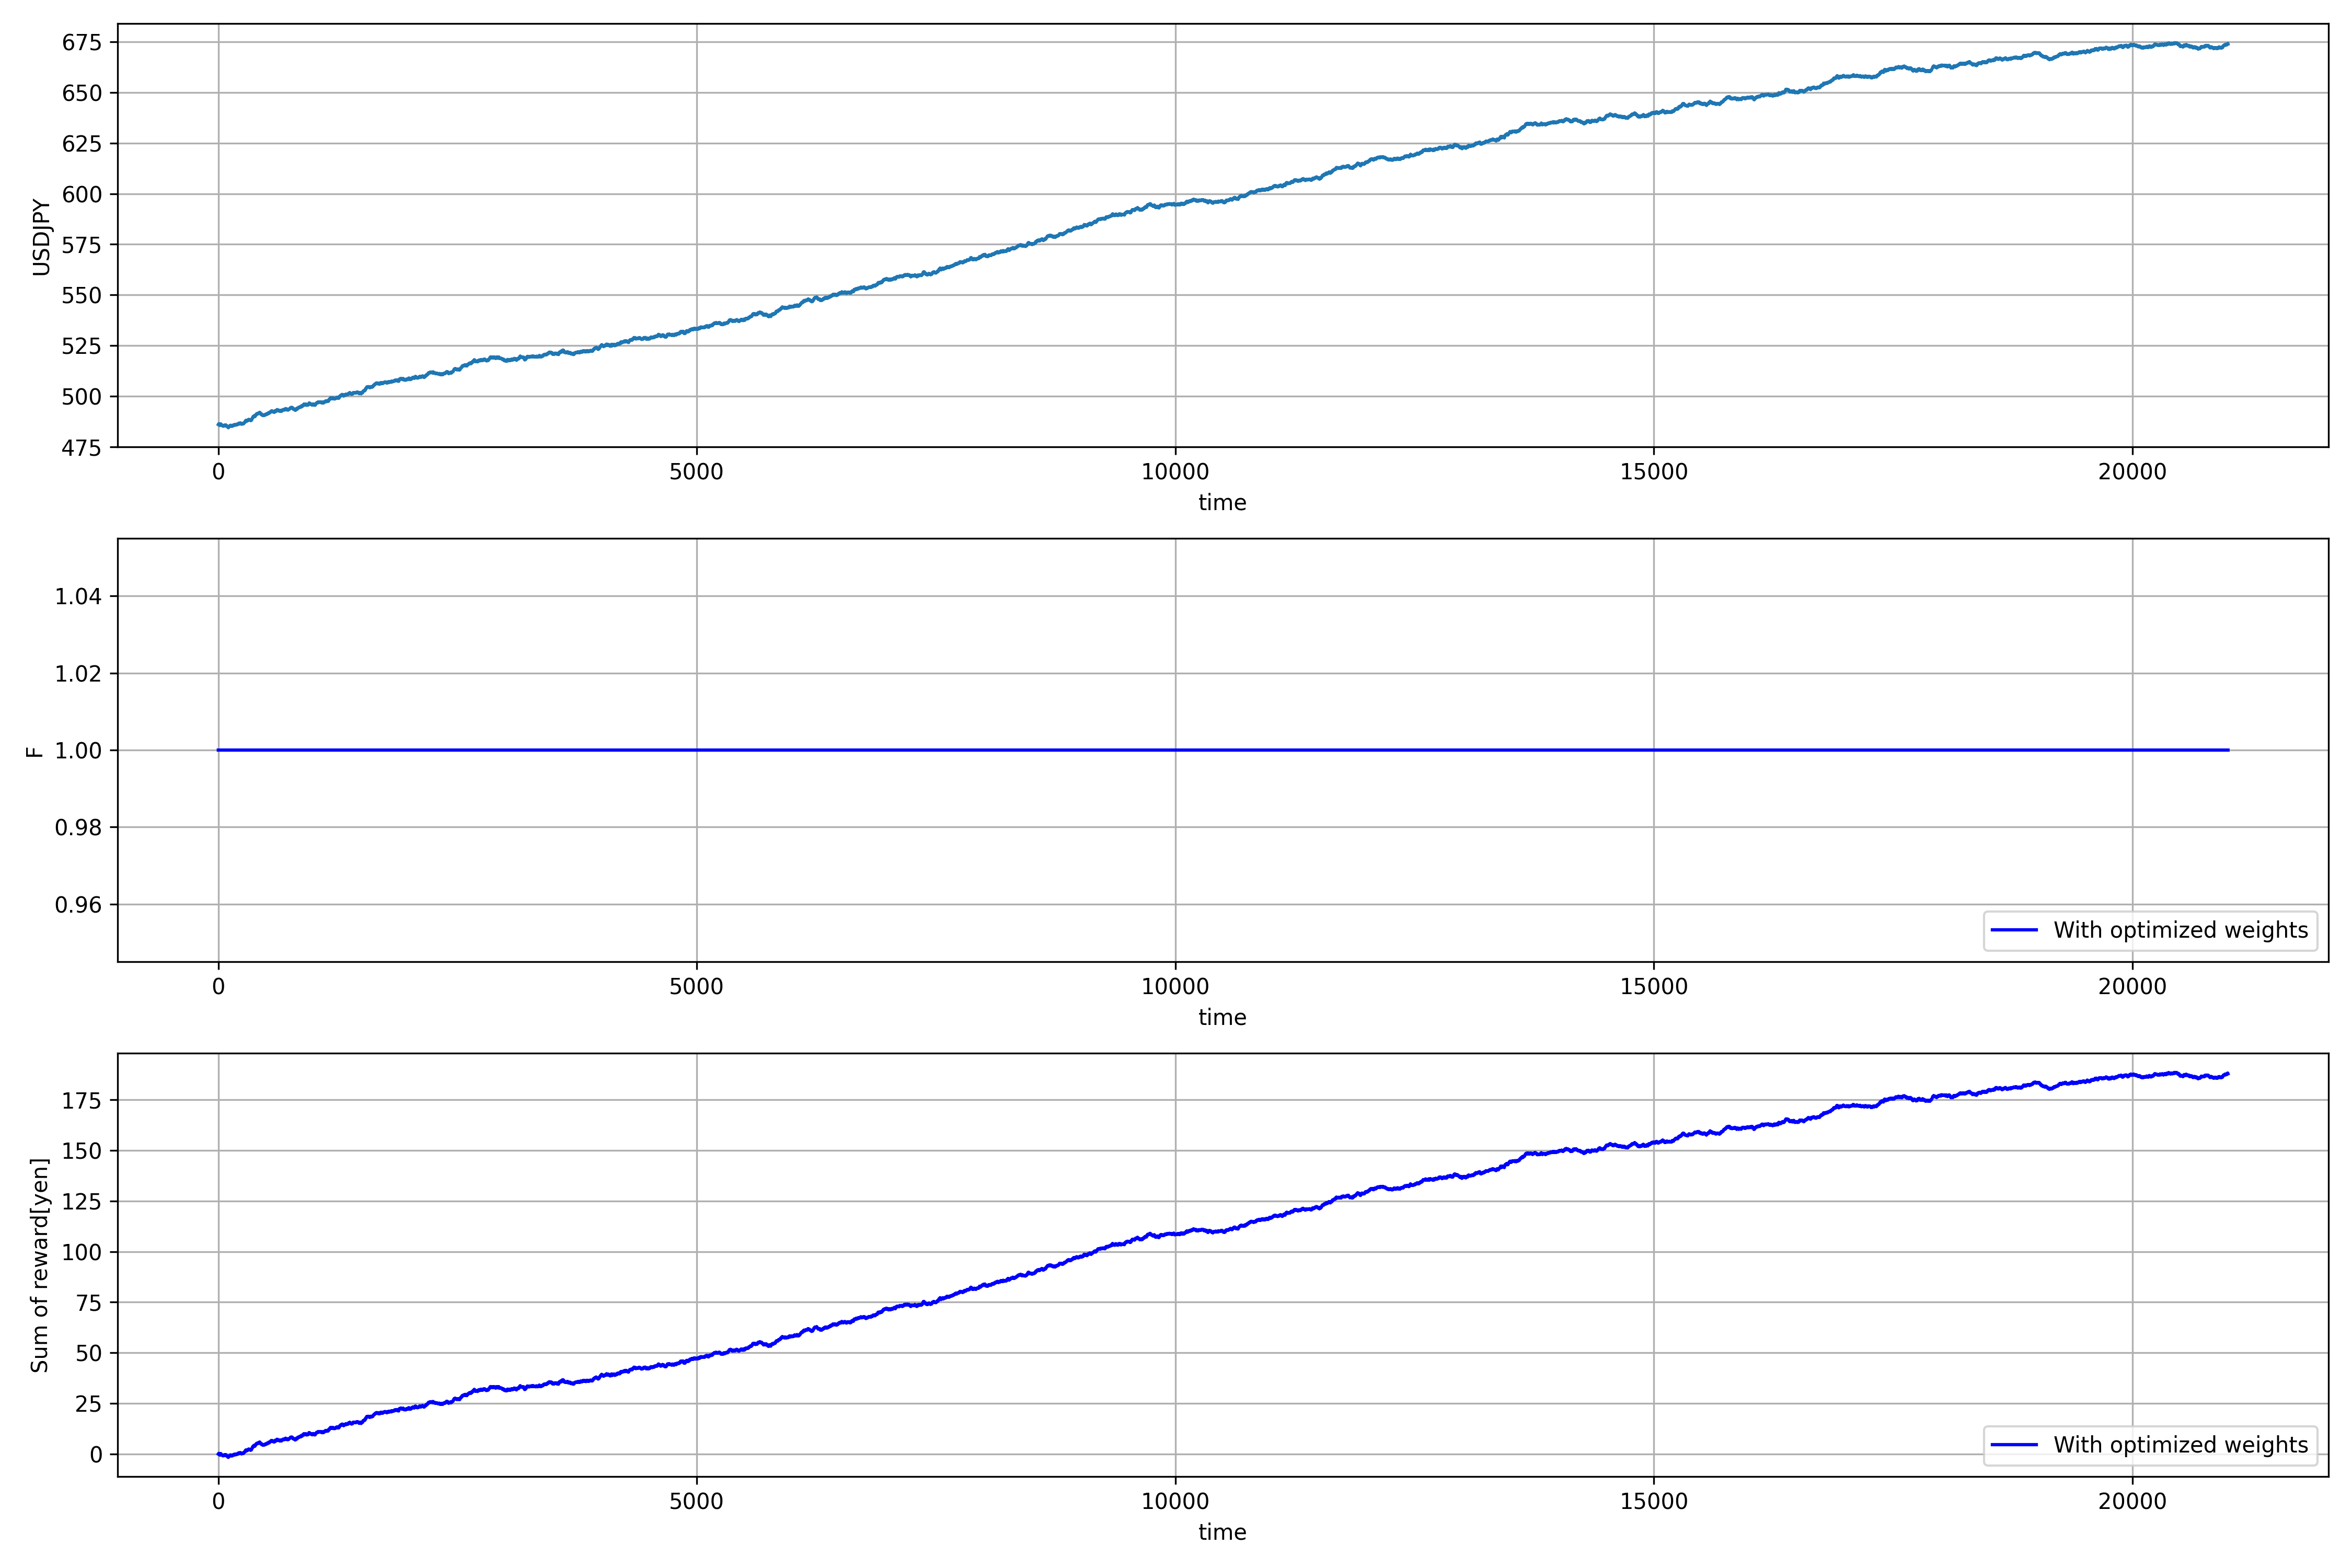 675
650
625
600
575
550
525
500
475
USDJPY
0 5000 10000 15000 20000
time
1.04
1.02
1.00
0.98
0.96
F
With optimized weights
0 5000 10000 15000 20000
time
175
150
125
100
75
50
25
0
Sum of reward[yen]
With optimized weights
0 5000 10000 15000 20000
time